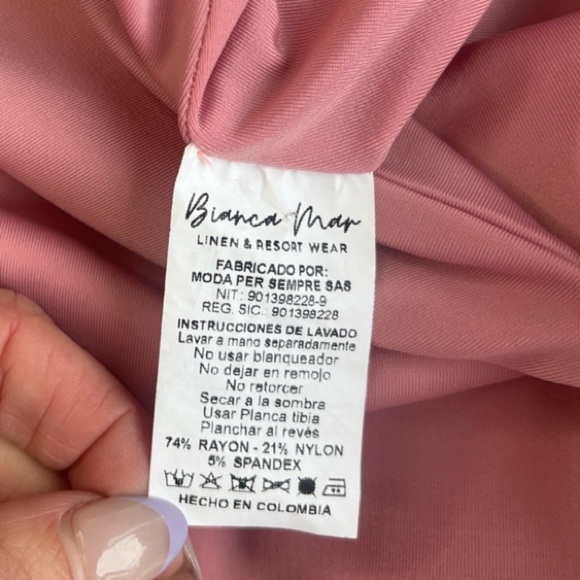 Bianca Mar
LINEN & RESORT WEAR
FABRICADO POR:
MODA PER SEMPRE SAS
NIT: 901398228-9
REG. SIC.: 901398228
INSTRUCCIONES DE LAVADO
Lavar a mano separadamente
No usar blanqueador
No dejar en remojo
No retorcer
Secar a la sombra
Usar Planca tibia
Planchar al revés
74% RAYON - 21% NYLON
5% SPANDEX
HECHO EN COLOMBIA